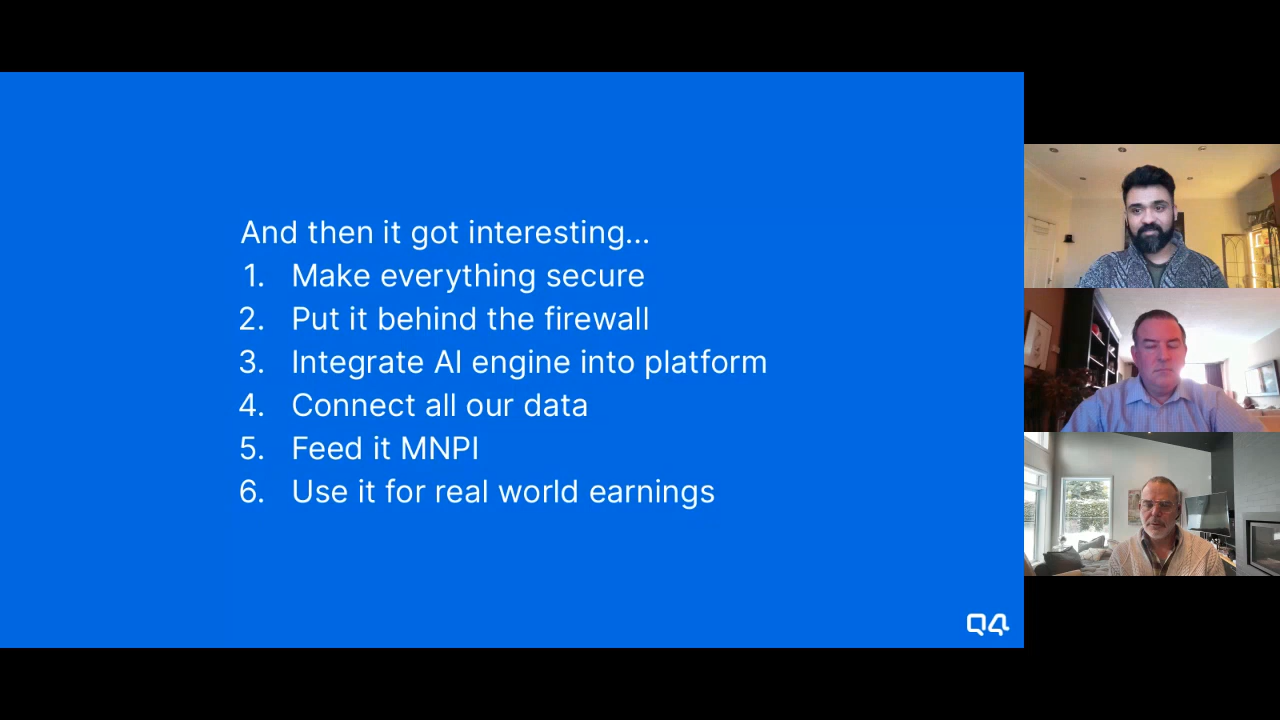 And then it got interesting...
1. Make everything secure
2. Put it behind the firewall
3. Integrate AI engine into platform
4. Connect all our data
5. Feed it MNPI
6. Use it for real world earnings
Q4